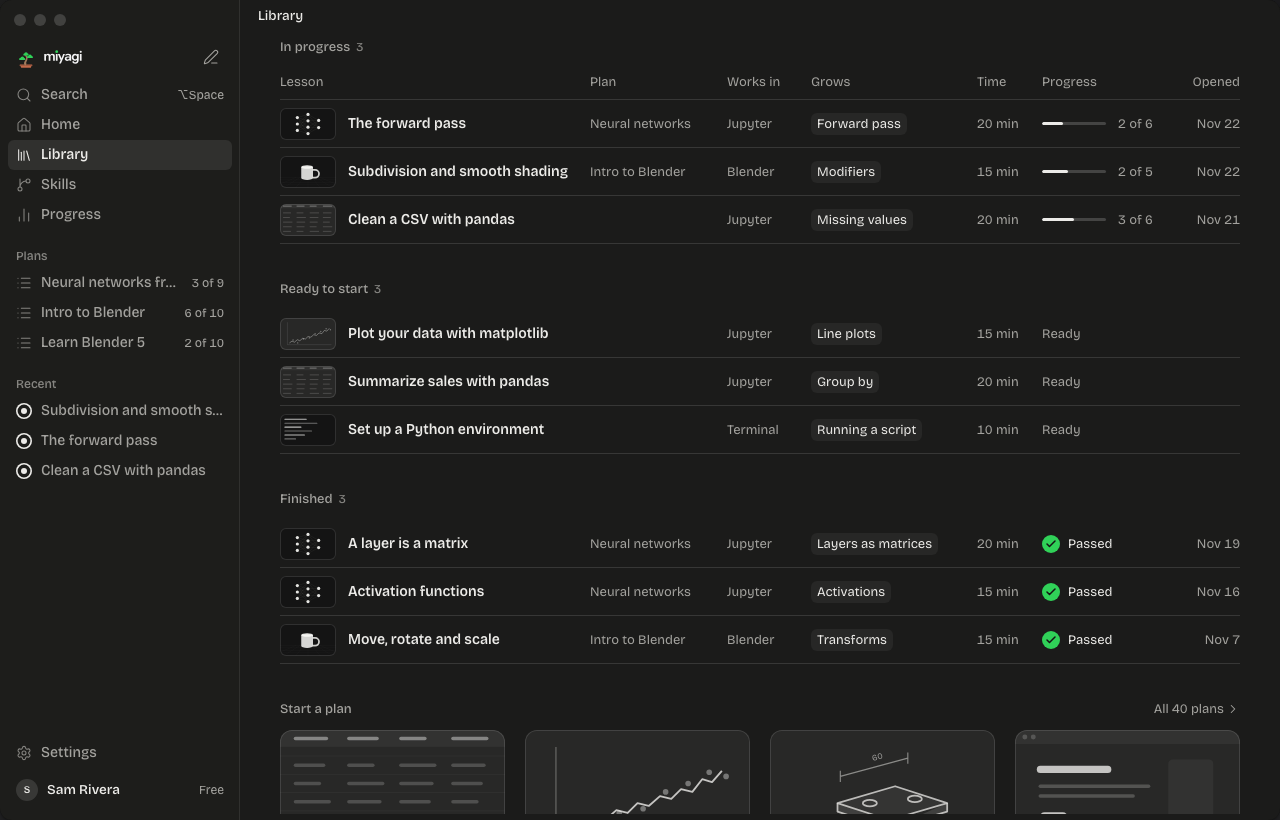 Library
miyagi
Search ⌥Space
Home
Library
Skills
Progress
Plans
Neural networks fr... 3 of 9
Intro to Blender 6 of 10
Learn Blender 5 2 of 10
Recent
Subdivision and smooth s...
The forward pass
Clean a CSV with pandas
Settings
S Sam Rivera Free
In progress 3
Lesson Plan Works in Grows Time Progress Opened
The forward pass Neural networks Jupyter Forward pass 20 min 2 of 6 Nov 22
Subdivision and smooth shading Intro to Blender Blender Modifiers 15 min 2 of 5 Nov 22
Clean a CSV with pandas Jupyter Missing values 20 min 3 of 6 Nov 21
Ready to start 3
Plot your data with matplotlib Jupyter Line plots 15 min Ready
Summarize sales with pandas Jupyter Group by 20 min Ready
Set up a Python environment Terminal Running a script 10 min Ready
Finished 3
A layer is a matrix Neural networks Jupyter Layers as matrices 20 min Passed Nov 19
Activation functions Neural networks Jupyter Activations 15 min Passed Nov 16
Move, rotate and scale Intro to Blender Blender Transforms 15 min Passed Nov 7
Start a plan All 40 plans
60